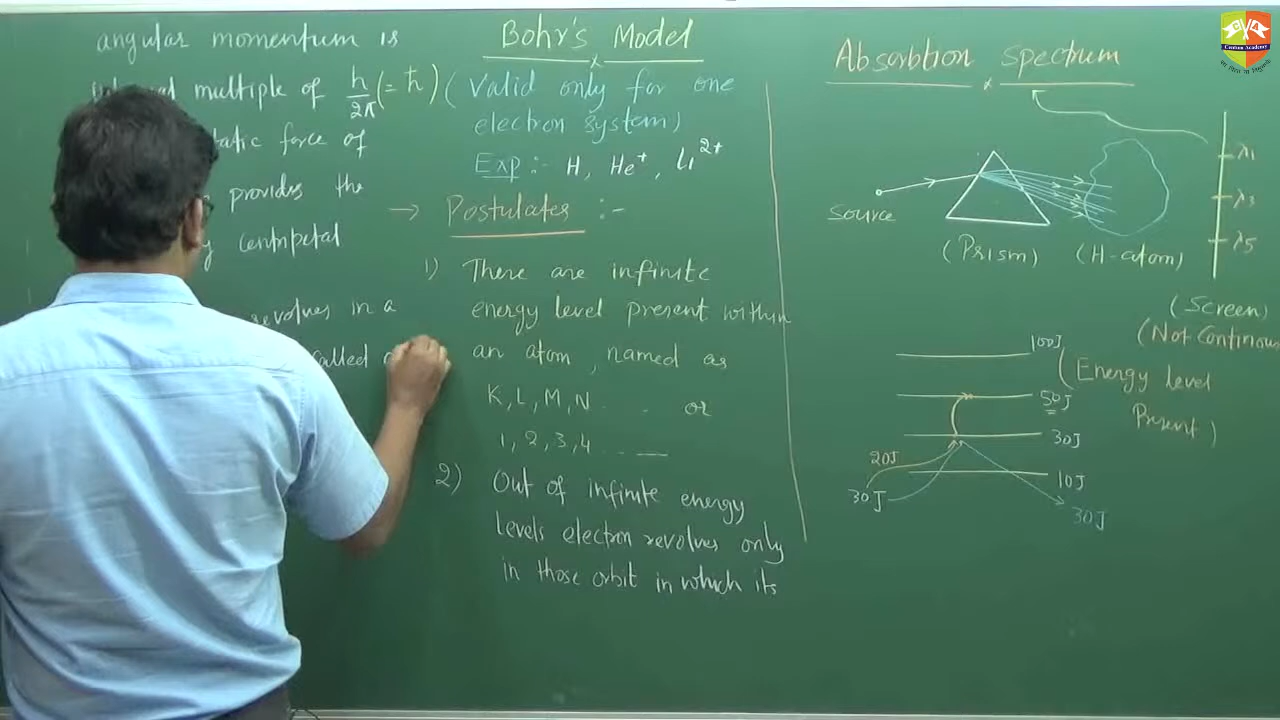 Bohr's Model
(Valid only for one
electron system)
Exp :- H, He⁺, Li²⁺
→ Postulates :-
1) There are infinite
energy level present within
an atom, named as
K, L, M, N . . . . or
1, 2, 3, 4 . . . __
2) Out of infinite energy
levels electron revolves only
in those orbit in which its
angular momentum is
multiple of h/2π (= ħ)
force of
provides the
centripetal
revolves in a
called
Absorbtion spectrum
Source
(Prism)
(H-atom)
λ1
λ3
λ5
(Screen)
(Not Continous
(Energy level
Present)
100J
50J
30J
10J
20J
30J
30J
Centum Academy